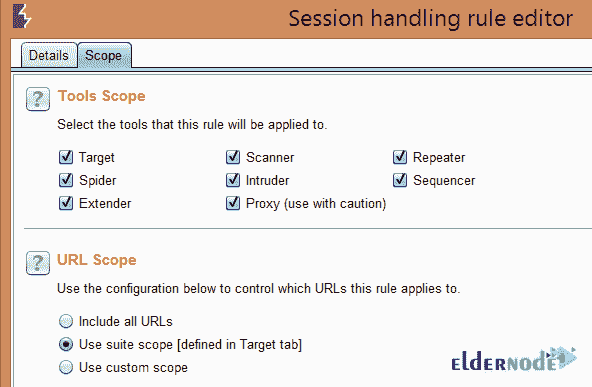 Session handling rule editor
Details Scope
? Tools Scope
Select the tools that this rule will be applied to.
Target Scanner Repeater
Spider Intruder Sequencer
Extender Proxy (use with caution)
? URL Scope
Use the configuration below to control which URLs this rule applies to.
Include all URLs
Use suite scope [defined in Target tab]
Use custom scope
eldernode